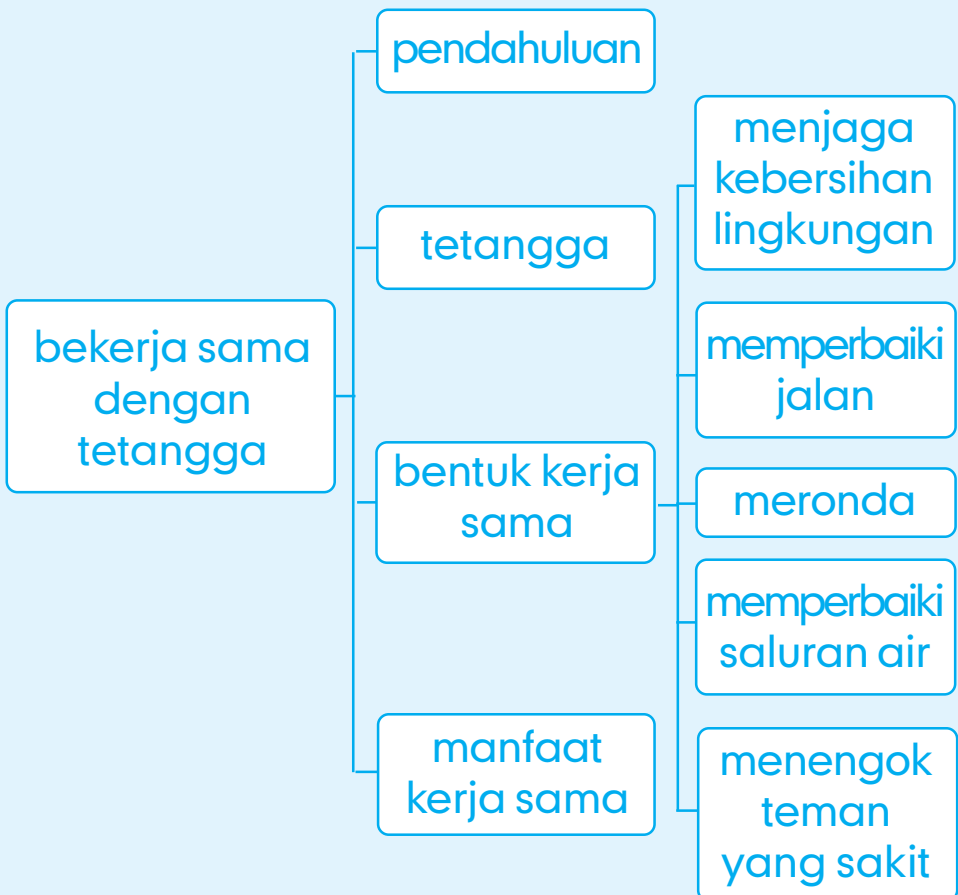 bekerja sama
dengan
tetangga
pendahuluan
tetangga
bentuk kerja
sama
manfaat
kerja sama
menjaga
kebersihan
lingkungan
memperbaiki
jalan
meronda
memperbaiki
saluran air
menengok
teman
yang sakit